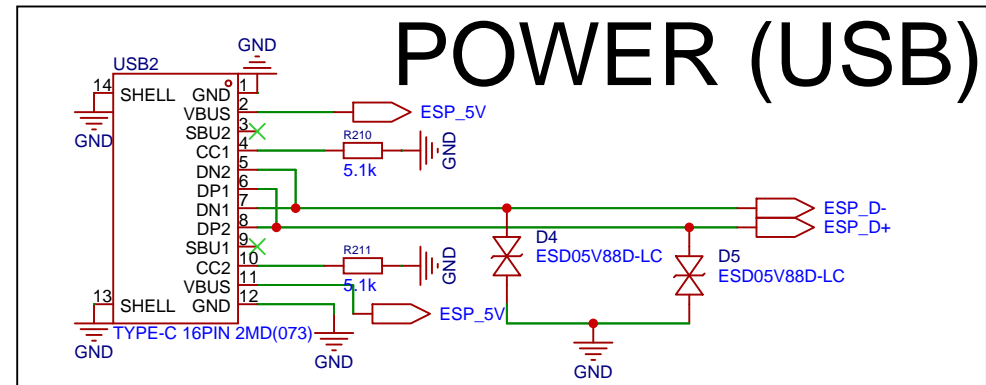 POWER (USB)
GND
USB2
14
SHELL
GND
1
VBUS
2
ESP_5V
SBU2
3
GND
CC1
4
R210
5.1k
GND
DN2
5
DP1
6
DN1
7
ESP_D-
DP2
8
ESP_D+
SBU1
9
D4
ESD05V88D-LC
D5
ESD05V88D-LC
CC2
10
R211
5.1k
GND
VBUS
11
13
SHELL
GND
12
ESP_5V
TYPE-C 16PIN 2MD(073)
GND
GND
GND